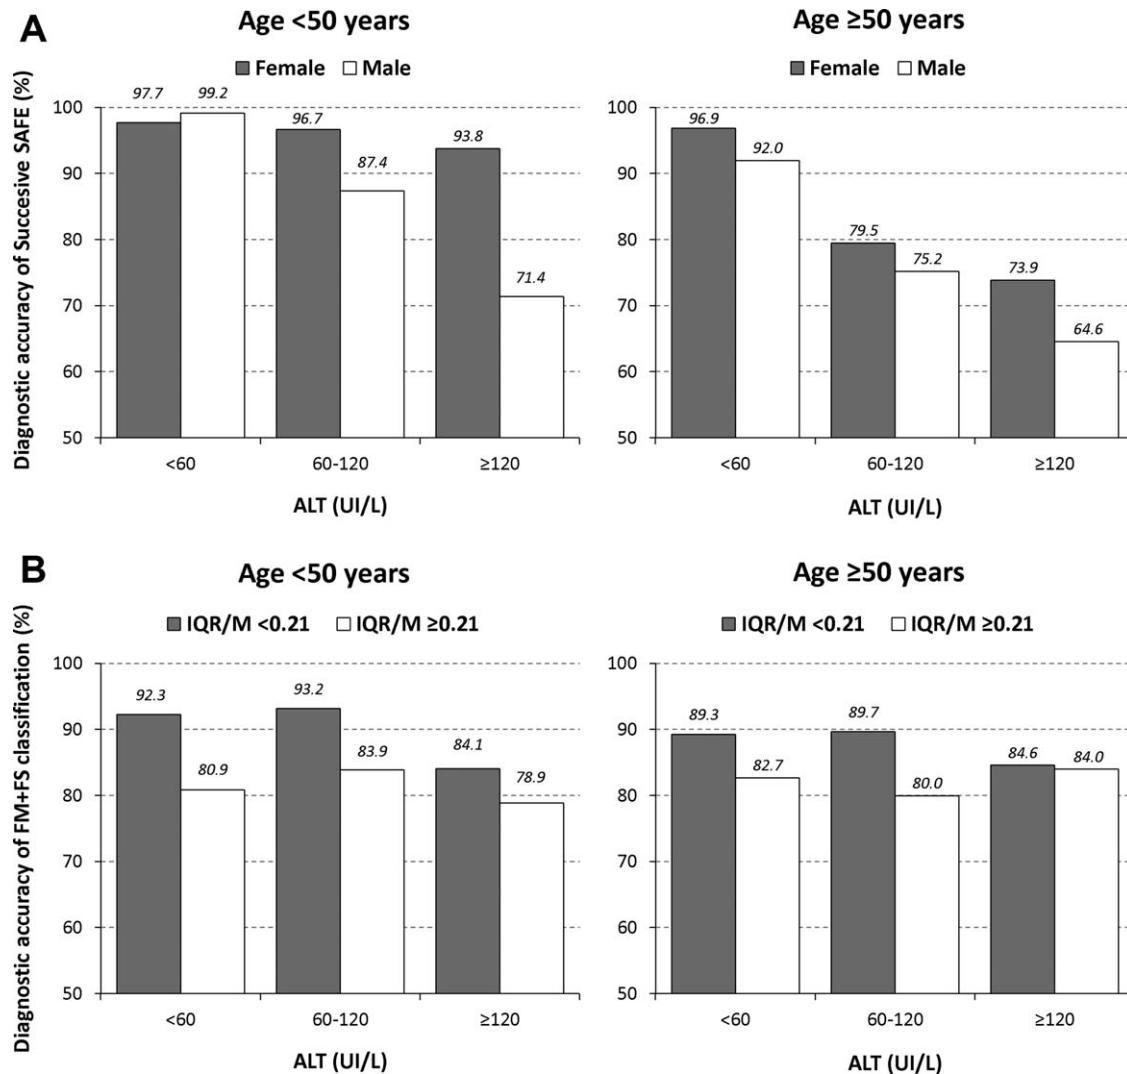 A
Age <50 years
Female Male
Diagnostic accuracy of Succesive SAFE (%)
100
90
80
70
60
50
97.7 99.2 96.7 87.4 93.8 71.4
<60 60-120 ≥120
ALT (UI/L)
Age ≥50 years
Female Male
100
90
80
70
60
50
96.9 92.0 79.5 75.2 73.9 64.6
<60 60-120 ≥120
ALT (UI/L)
B
Age <50 years
IQR/M <0.21 IQR/M ≥0.21
Diagnostic accuracy of FM+FS classification (%)
100
90
80
70
60
50
92.3 80.9 93.2 83.9 84.1 78.9
<60 60-120 ≥120
ALT (UI/L)
Age ≥50 years
IQR/M <0.21 IQR/M ≥0.21
100
90
80
70
60
50
89.3 82.7 89.7 80.0 84.6 84.0
<60 60-120 ≥120
ALT (UI/L)